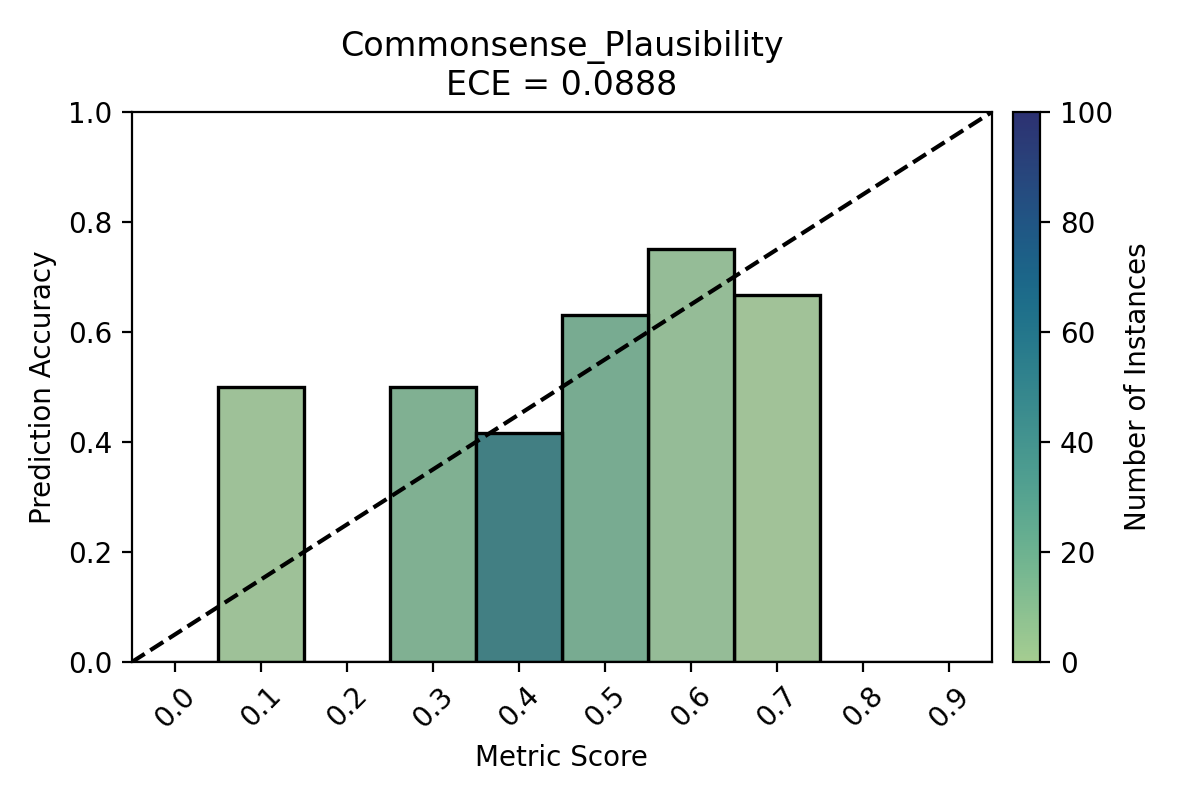 Commonsense_Plausibility
ECE = 0.0888
1.0
0.8
0.6
0.4
0.2
0.0
Prediction Accuracy
0.0 0.1 0.2 0.3 0.4 0.5 0.6 0.7 0.8 0.9
Metric Score
100
80
60
40
20
0
Number of Instances